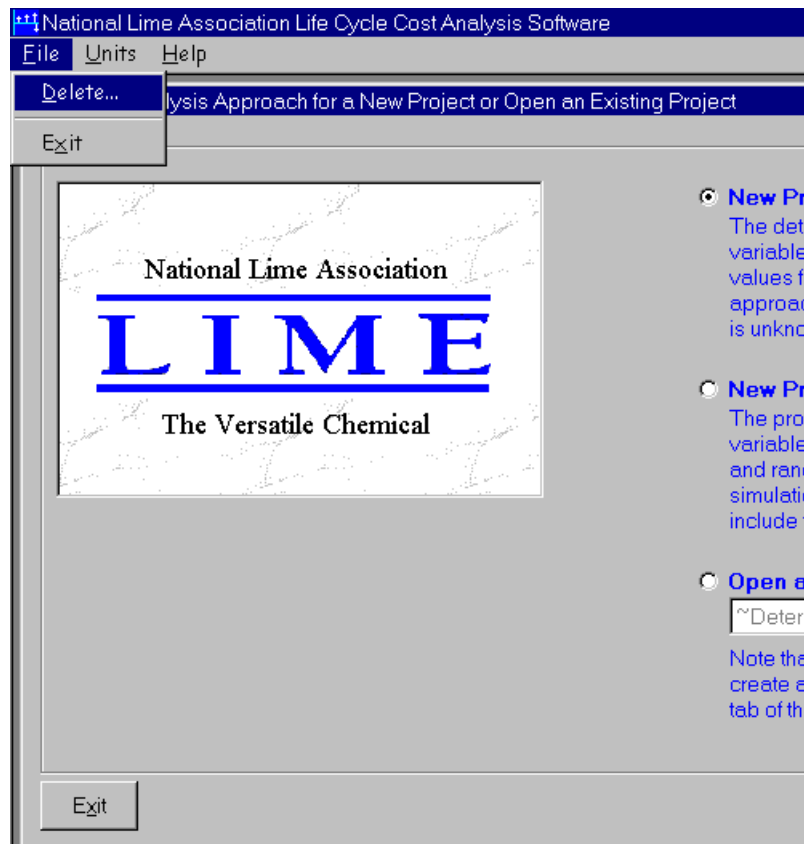 National Lime Association Life Cycle Cost Analysis Software
File Units Help
Delete...
Exit
lysis Approach for a New Project or Open an Existing Project
National Lime Association
LIME
The Versatile Chemical
New Pr
The det
variable
values f
approac
is unkno
New Pr
The pro
variable
and rand
simulatio
include
Open a
~Deter
Note tha
create a
tab of th
Exit